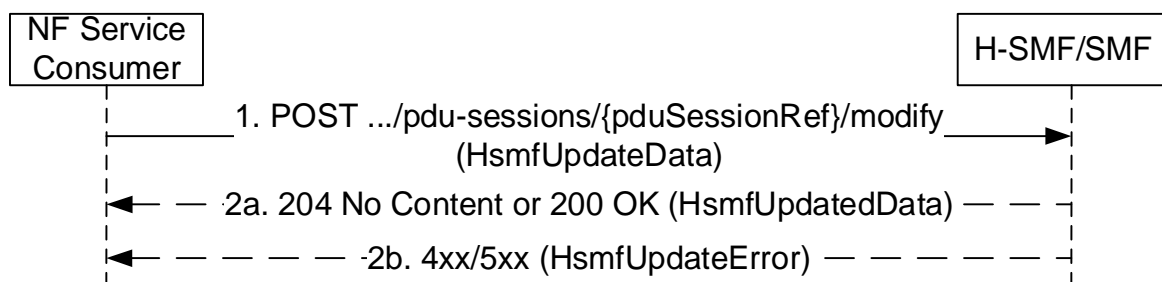 NF Service
Consumer
H-SMF/SMF
1. POST .../pdu-sessions/{pduSessionRef}/modify
(HsmfUpdateData)
2a. 204 No Content or 200 OK (HsmfUpdatedData)
2b. 4xx/5xx (HsmfUpdateError)